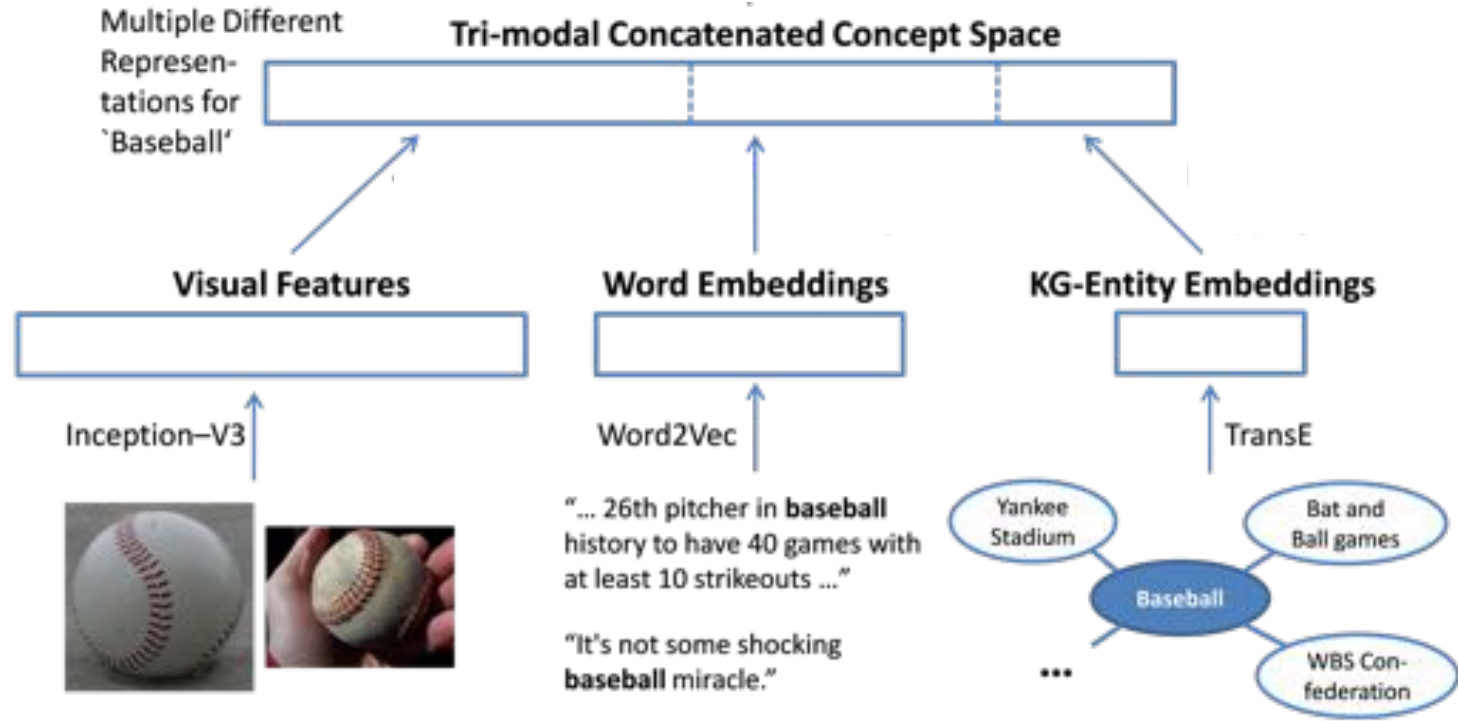 Multiple Different
Represen-
tations for
`Baseball‘
Tri-modal Concatenated Concept Space
Visual Features
Word Embeddings
KG-Entity Embeddings
Inception–V3
Word2Vec
TransE
“... 26th pitcher in baseball
history to have 40 games with
at least 10 strikeouts ...”
“It's not some shocking
baseball miracle.”
Yankee
Stadium
Bat and
Ball games
Baseball
...
WBS Con-
federation